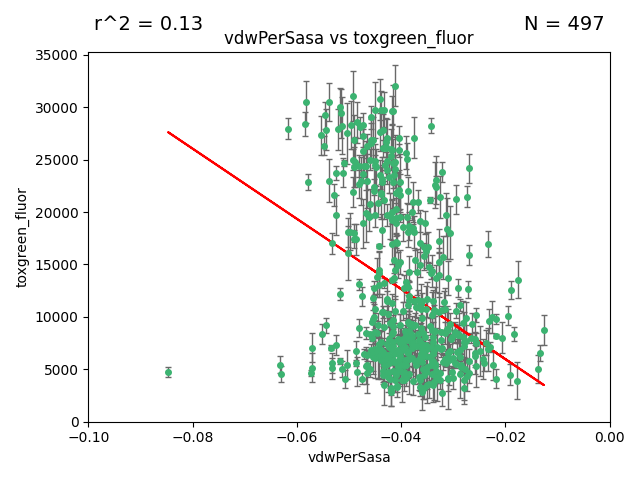 r^2 = 0.13
N = 497
vdwPerSasa vs toxgreen_fluor
35000
30000
25000
20000
15000
10000
5000
0
toxgreen_fluor
−0.10
−0.08
−0.06
−0.04
−0.02
0.00
vdwPerSasa